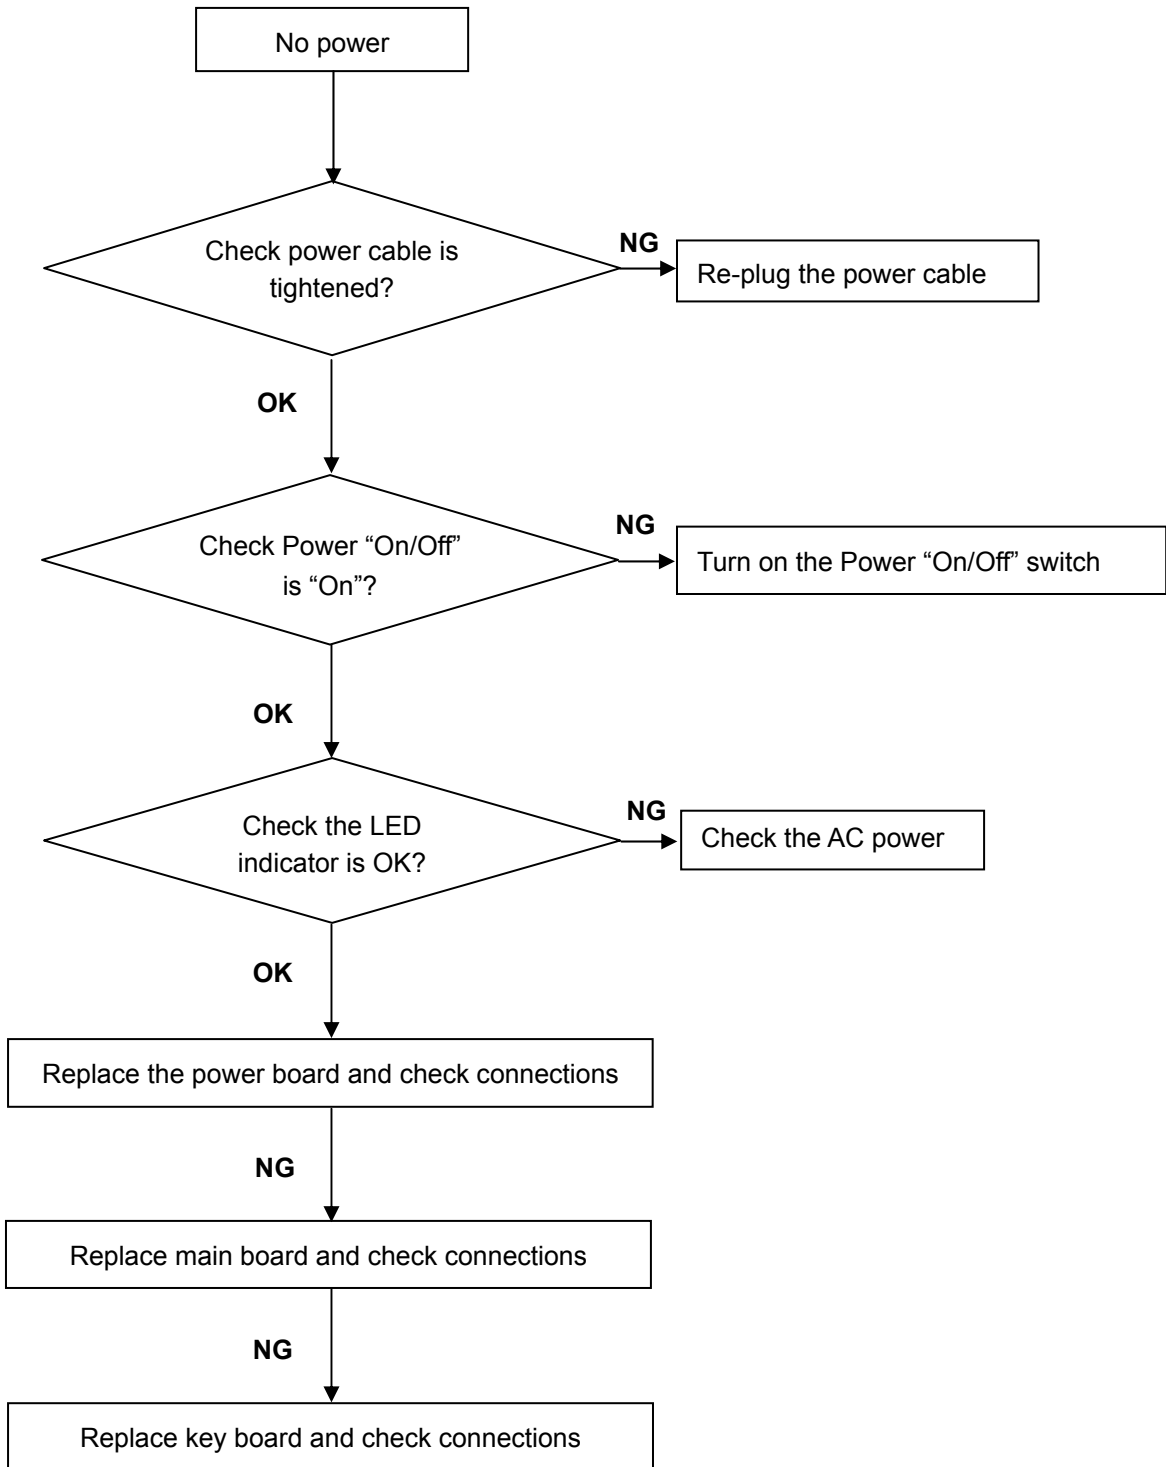 No power
Check power cable is
tightened?
NG
Re-plug the power cable
OK
Check Power “On/Off”
is “On”?
NG
Turn on the Power “On/Off” switch
OK
Check the LED
indicator is OK?
NG
Check the AC power
OK
Replace the power board and check connections
NG
Replace main board and check connections
NG
Replace key board and check connections